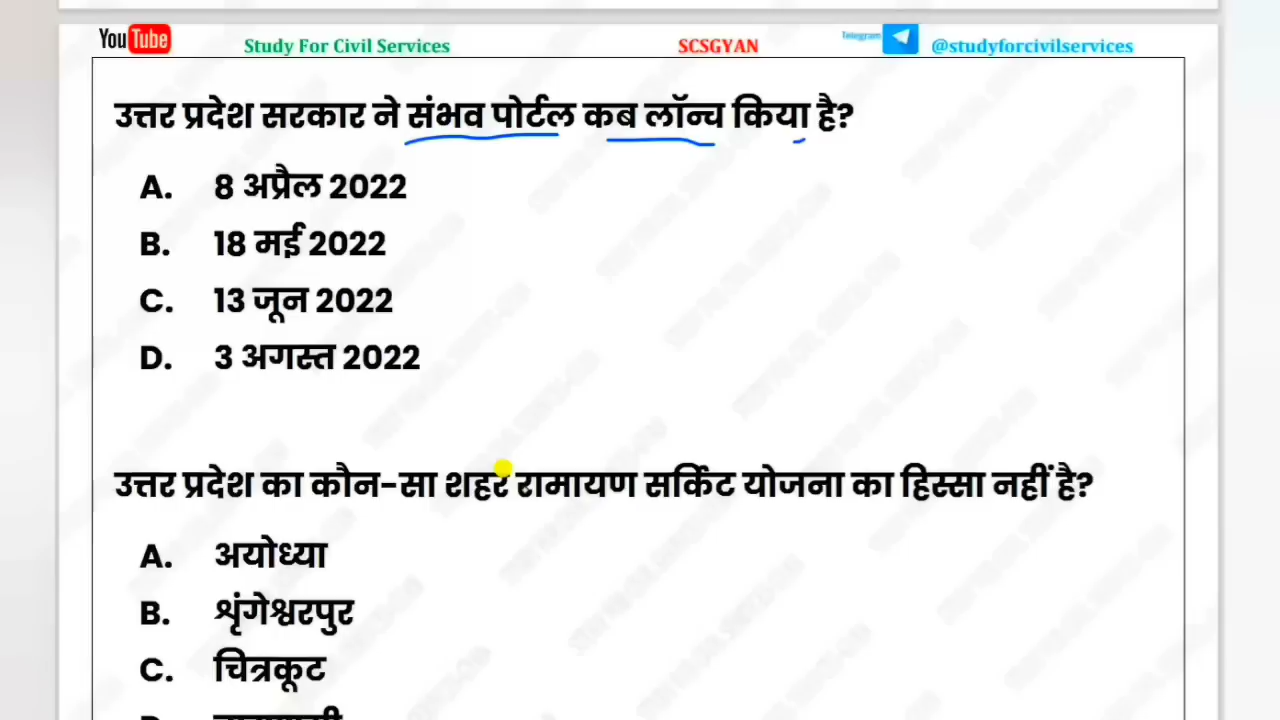 YouTube
Study For Civil Services
SCSGYAN
Telegram
@studyforcivilservices
उत्तर प्रदेश सरकार ने संभव पोर्टल कब लॉन्च किया है?
A. 8 अप्रैल 2022
B. 18 मई 2022
C. 13 जून 2022
D. 3 अगस्त 2022
उत्तर प्रदेश का कौन-सा शहर रामायण सर्किट योजना का हिस्सा नहीं है?
A. अयोध्या
B. श्रृंगेश्वरपुर
C. चित्रकूट